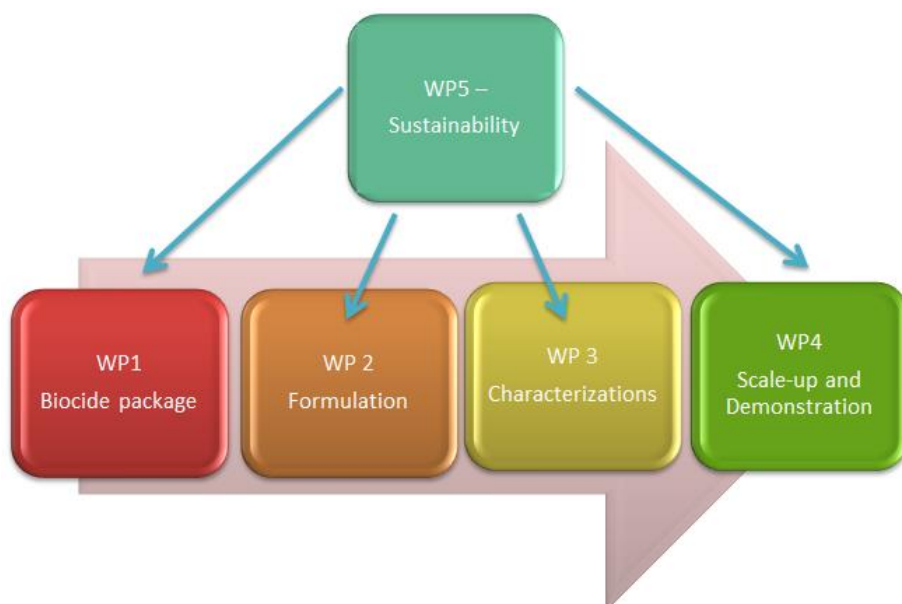 WP5 –
Sustainability
WP1
Biocide package
WP 2
Formulation
WP 3
Characterizations
WP4
Scale-up and
Demonstration